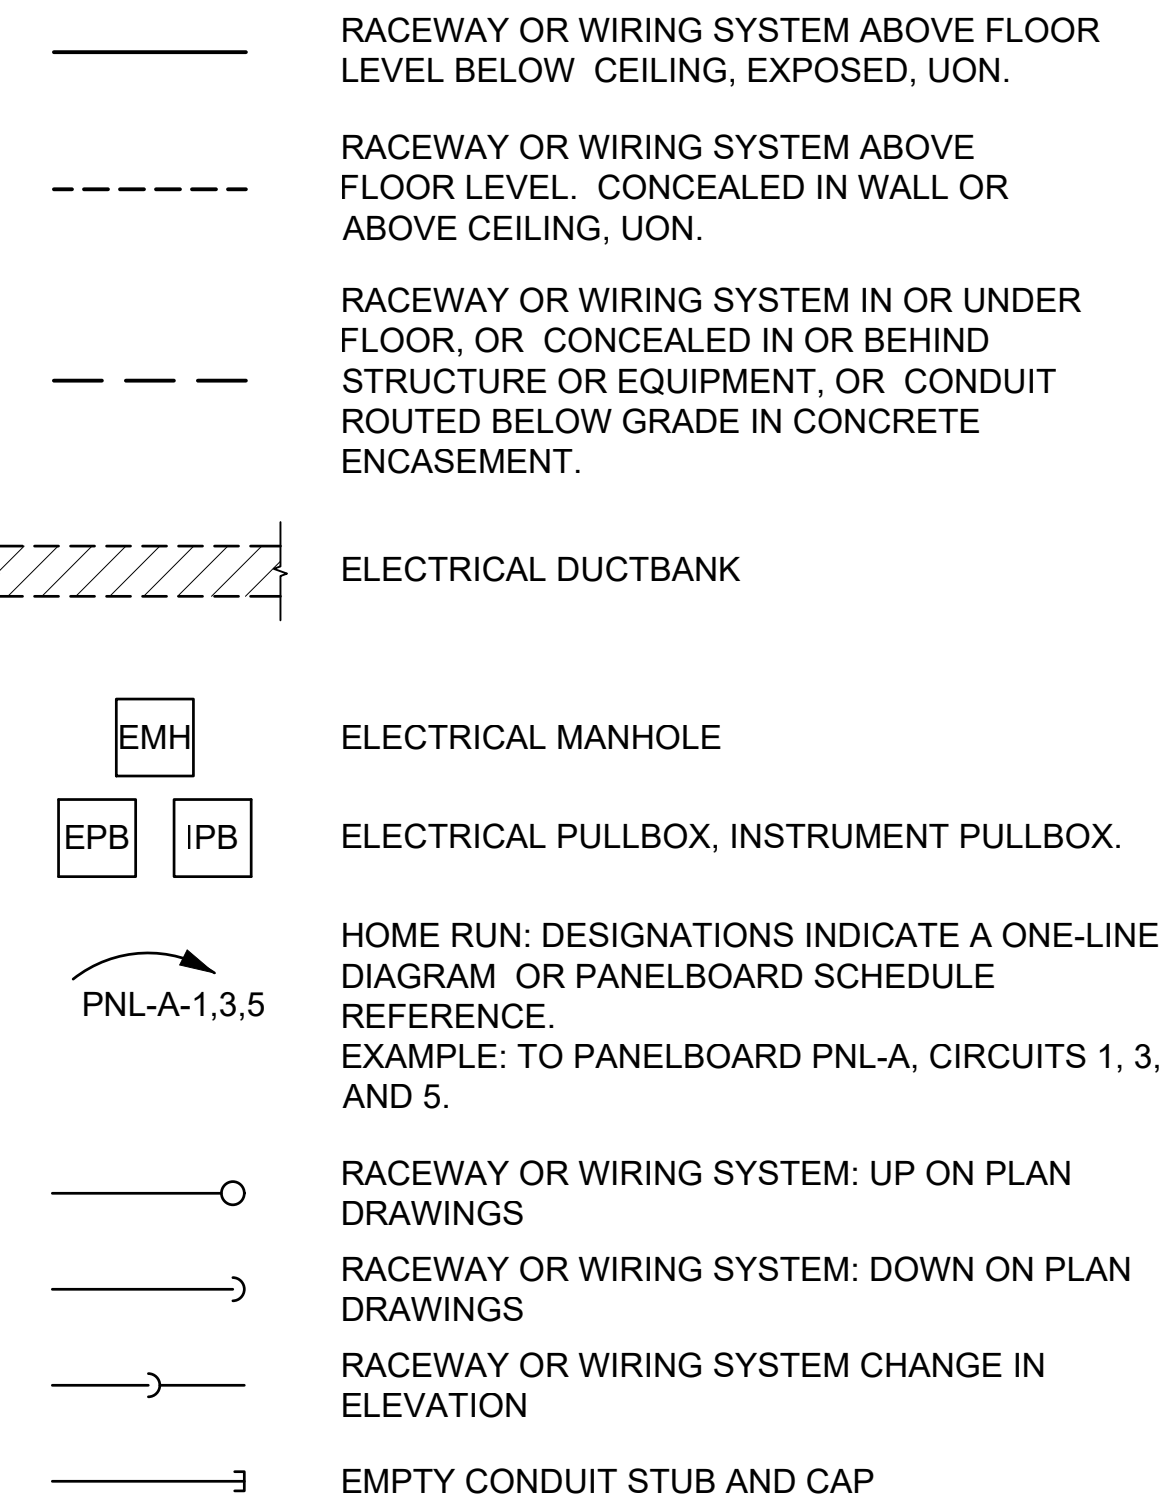 RACEWAY OR WIRING SYSTEM ABOVE FLOOR
LEVEL BELOW  CEILING, EXPOSED, UON.
RACEWAY OR WIRING SYSTEM ABOVE
FLOOR LEVEL.  CONCEALED IN WALL OR
ABOVE CEILING, UON.
RACEWAY OR WIRING SYSTEM IN OR UNDER
FLOOR, OR  CONCEALED IN OR BEHIND
STRUCTURE OR EQUIPMENT, OR  CONDUIT
ROUTED BELOW GRADE IN CONCRETE
ENCASEMENT.
ELECTRICAL DUCTBANK
EMH
ELECTRICAL MANHOLE
EPB
IPB
ELECTRICAL PULLBOX, INSTRUMENT PULLBOX.
PNL-A-1,3,5
HOME RUN: DESIGNATIONS INDICATE A ONE-LINE
DIAGRAM  OR PANELBOARD SCHEDULE
REFERENCE.
EXAMPLE: TO PANELBOARD PNL-A, CIRCUITS 1, 3,
AND 5.
RACEWAY OR WIRING SYSTEM: UP ON PLAN
DRAWINGS
RACEWAY OR WIRING SYSTEM: DOWN ON PLAN
DRAWINGS
RACEWAY OR WIRING SYSTEM CHANGE IN
ELEVATION
EMPTY CONDUIT STUB AND CAP